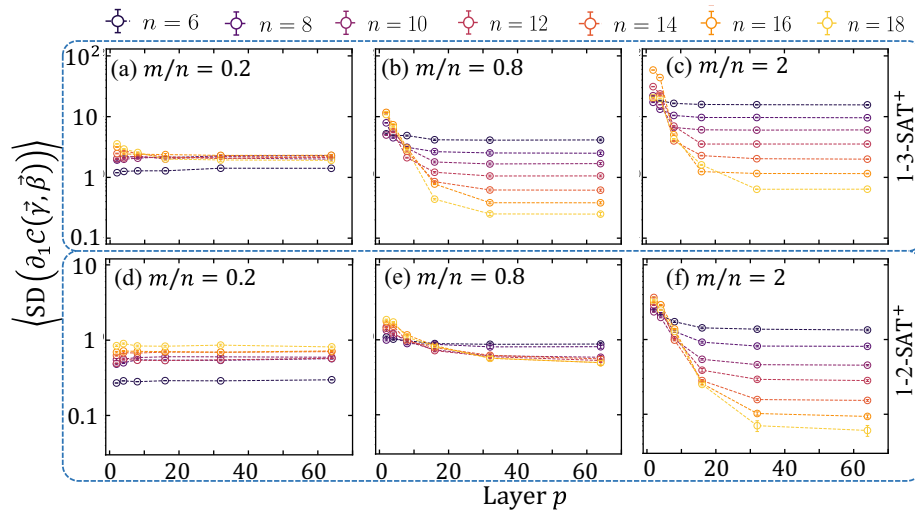 n = 6 n = 8 n = 10 n = 12 n = 14 n = 16 n = 18
⟨SD (∂₁C(γ⃗, β⃗))⟩
10² 10 1 0.1
(a) m/n = 0.2
(b) m/n = 0.8
(c) m/n = 2
1-3-SAT⁺
10 1 0.1
(d) m/n = 0.2
(e) m/n = 0.8
(f) m/n = 2
1-2-SAT⁺
0 20 40 60 0 20 40 60 0 20 40 60
Layer p